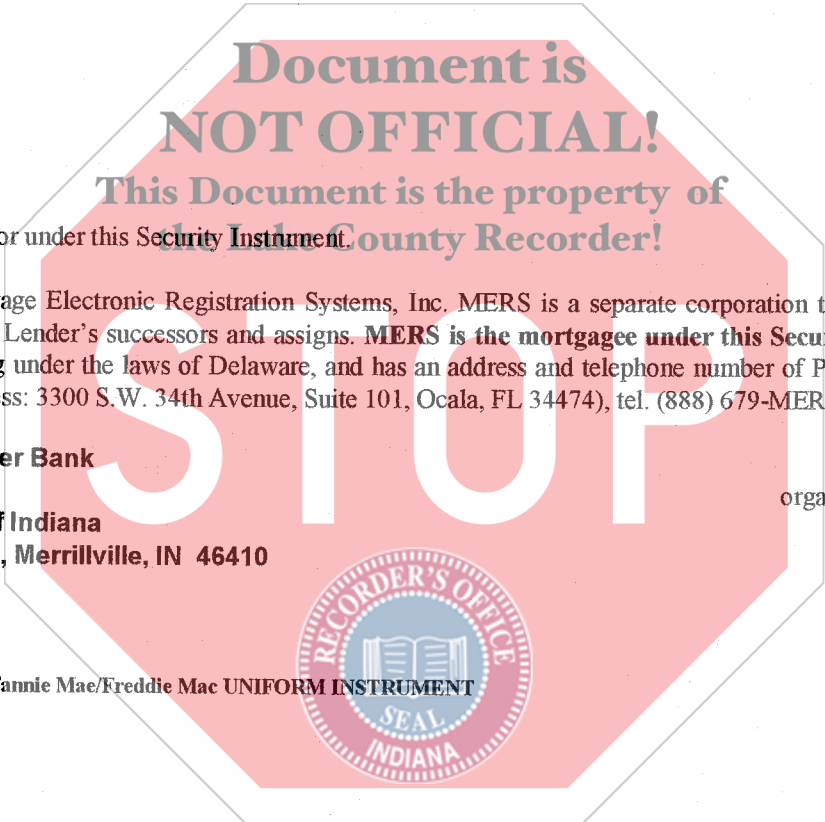 Document is
NOT OFFICIAL!
This Document is the property of
the Lake County Recorder!
or under this Security Instrument.
age Electronic Registration Systems, Inc. MERS is a separate corporation t
Lender's successors and assigns. MERS is the mortgagee under this Secu
g under the laws of Delaware, and has an address and telephone number of P
ss: 3300 S.W. 34th Avenue, Suite 101, Ocala, FL 34474), tel. (888) 679-MER
er Bank
orga
f Indiana
, Merrillville, IN 46410
STOP
RECORDER'S OFFICE
SEAL
INDIANA
annie Mae/Freddie Mac UNIFORM INSTRUMENT